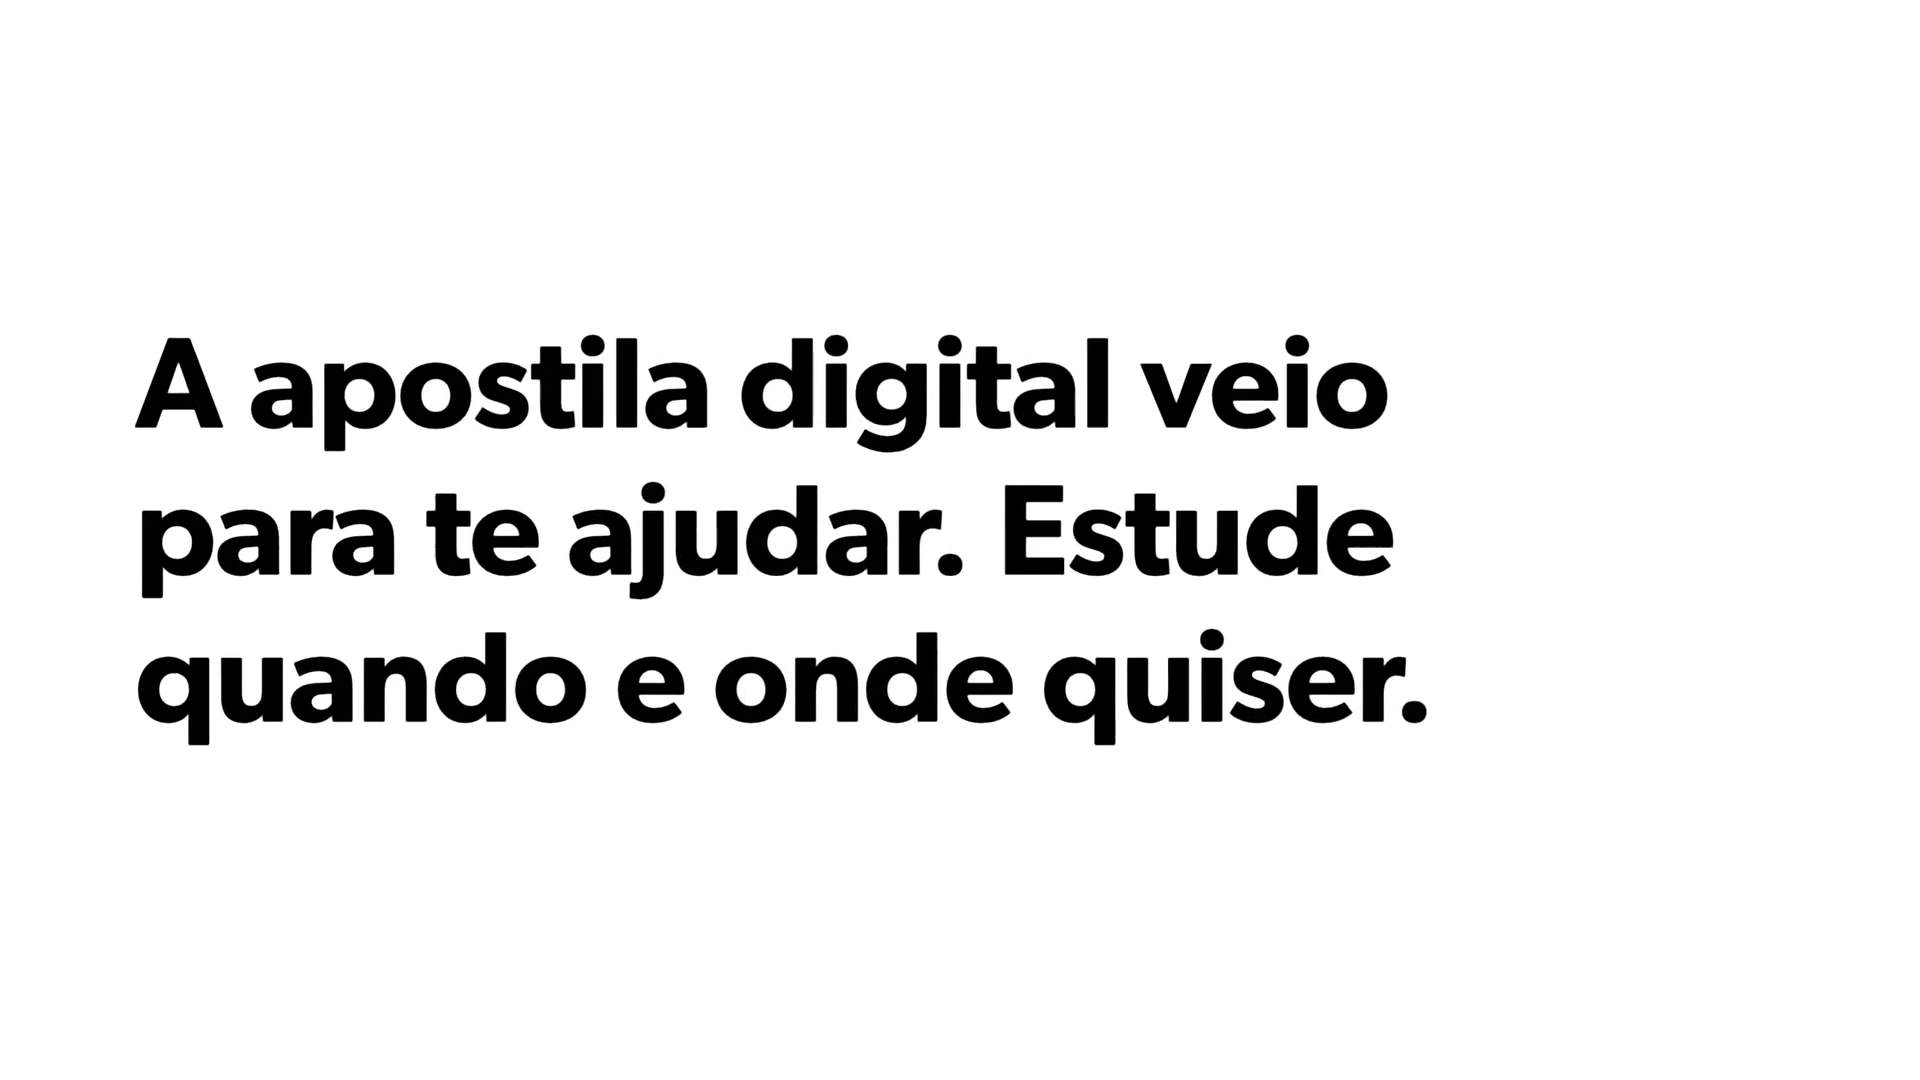 A apostila digital veio
para te ajudar. Estude
quando e onde quiser.